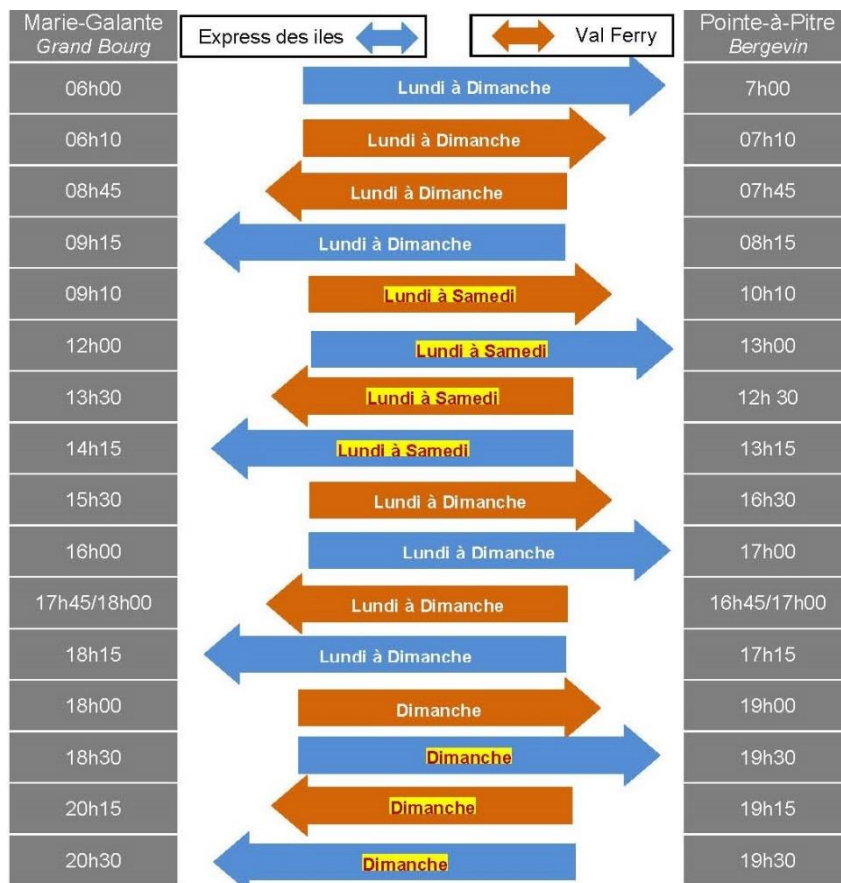 Marie-Galante
Grand Bourg
Express des iles
Val Ferry
Pointe-à-Pitre
Bergevin
06h00 Lundi à Dimanche 7h00
06h10 Lundi à Dimanche 07h10
08h45 Lundi à Dimanche 07h45
09h15 Lundi à Dimanche 08h15
09h10 Lundi à Samedi 10h10
12h00 Lundi à Samedi 13h00
13h30 Lundi à Samedi 12h 30
14h15 Lundi à Samedi 13h15
15h30 Lundi à Dimanche 16h30
16h00 Lundi à Dimanche 17h00
17h45/18h00 Lundi à Dimanche 16h45/17h00
18h15 Lundi à Dimanche 17h15
18h00 Dimanche 19h00
18h30 Dimanche 19h30
20h15 Dimanche 19h15
20h30 Dimanche 19h30